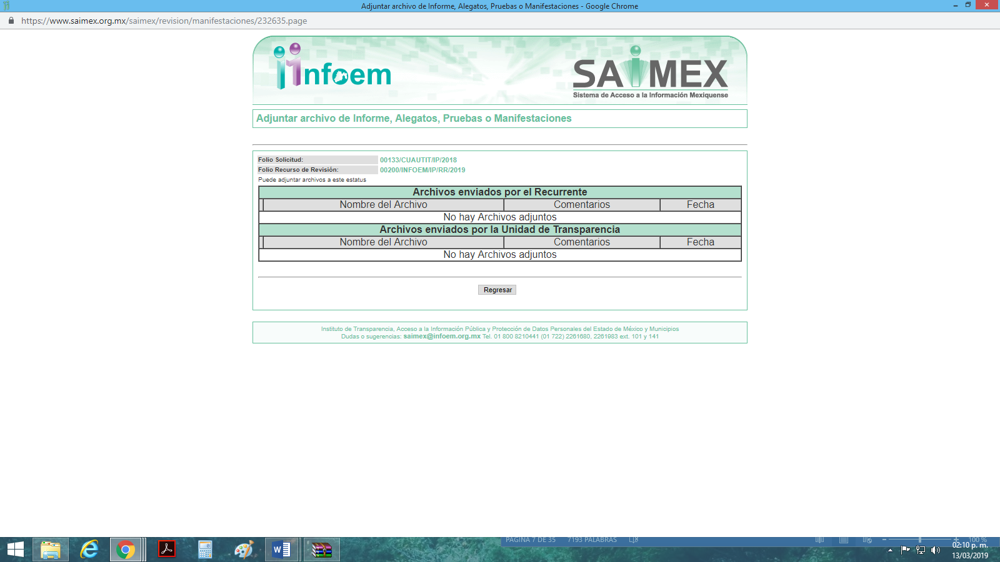 Adjuntar archivo de Informe, Alegatos, Pruebas o Manifestaciones - Google Chrome
https://www.saimex.org.mx/saimex/revision/manifestaciones/232635.page
infoem
SAIMEX
Sistema de Acceso a la Información Mexiquense
Adjuntar archivo de Informe, Alegatos, Pruebas o Manifestaciones
Folio Solicitud: 00133/CUAUTIT/IP/2018
Folio Recurso de Revisión: 00200/INFOEM/IP/RR/2019
Puede adjuntar archivos a este estatus
Archivos enviados por el Recurrente
Nombre del Archivo Comentarios Fecha
No hay Archivos adjuntos
Archivos enviados por la Unidad de Transparencia
Nombre del Archivo Comentarios Fecha
No hay Archivos adjuntos
Regresar
Instituto de Transparencia, Acceso a la Información Pública y Protección de Datos Personales del Estado de México y Municipios
Dudas o sugerencias: saimex@infoem.org.mx Tel. 01 800 8210441 (01 722) 2261680, 2261983 ext. 101 y 141
PÁGINA 7 DE 35 7193 PALABRAS 100 %
02:10 p. m.
13/03/2019